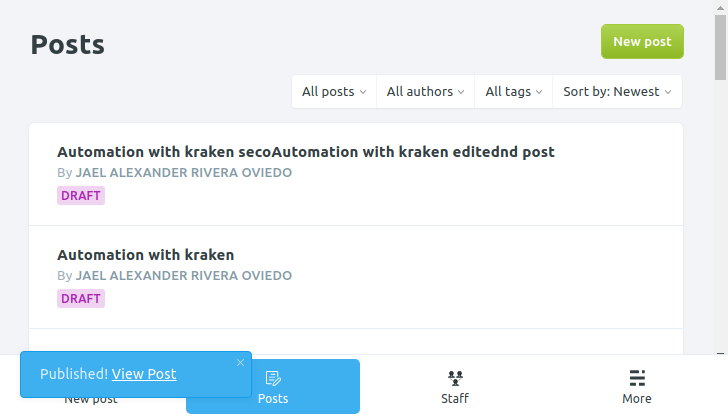 Posts
New post
All posts
All authors
All tags
Sort by: Newest
Automation with kraken secoAutomation with kraken editednd post
By JAEL ALEXANDER RIVERA OVIEDO
DRAFT
Automation with kraken
By JAEL ALEXANDER RIVERA OVIEDO
DRAFT
Published! View Post
New post
Posts
Staff
More